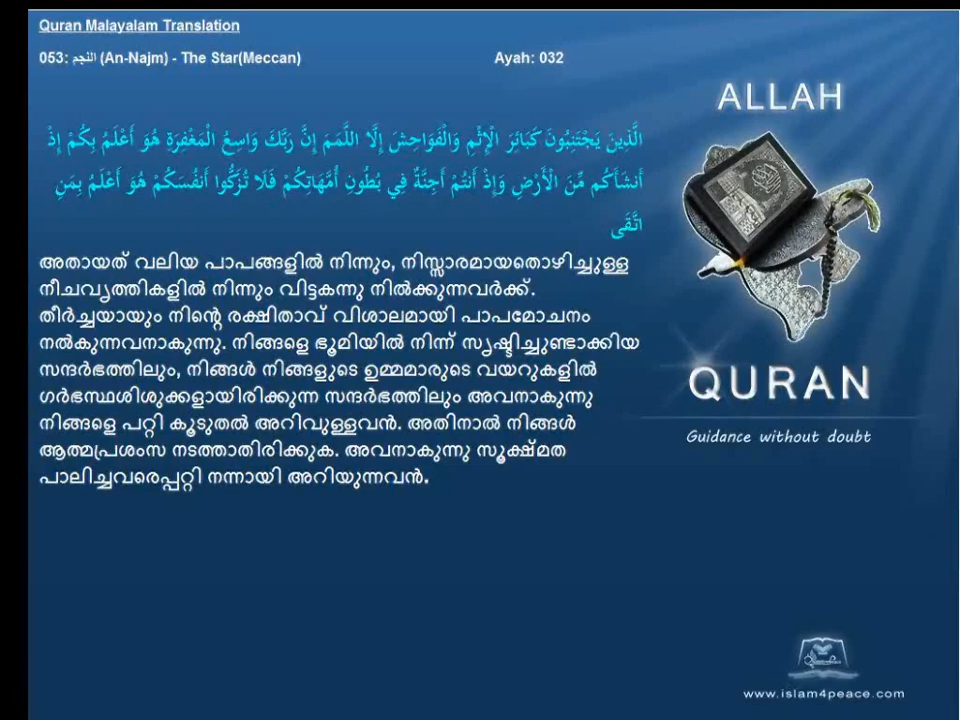 Quran Malayalam Translation
053: النجم (An-Najm) - The Star(Meccan) Ayah: 032
ALLAH
الَّذِينَ يَجْتَنِبُونَ كَبَائِرَ الْإِثْمِ وَالْفَوَاحِشَ إِلَّا اللَّمَمَ إِنَّ رَبَّكَ وَاسِعُ الْمَغْفِرَةِ هُوَ أَعْلَمُ بِكُمْ إِذْ
أَنشَأَكُم مِّنَ الْأَرْضِ وَإِذْ أَنتُمْ أَجِنَّةٌ فِي بُطُونِ أُمَّهَاتِكُمْ فَلَا تُزَكُّوا أَنفُسَكُمْ هُوَ أَعْلَمُ بِمَنِ
اتَّقَى
അതായത് വലിയ പാപങ്ങളില്‍ നിന്നും, നിസ്സാരമായതൊഴിച്ചുള്ള
നീചവൃത്തികളില്‍ നിന്നും വിട്ടകന്നു നില്‍ക്കുന്നവര്‍ക്ക്.
തീര്‍ച്ചയായും നിന്‍റെ രക്ഷിതാവ് വിശാലമായി പാപമോചനം
നല്‍കുന്നവനാകുന്നു. നിങ്ങളെ ഭൂമിയില്‍ നിന്ന് സൃഷ്ടിച്ചുണ്ടാക്കിയ
സന്ദര്‍ഭത്തിലും, നിങ്ങള്‍ നിങ്ങളുടെ ഉമ്മമാരുടെ വയറുകളില്‍
ഗര്‍ഭസ്ഥശിശുക്കളായിരിക്കുന്ന സന്ദര്‍ഭത്തിലും അവനാകുന്നു
നിങ്ങളെ പറ്റി കൂടുതല്‍ അറിവുള്ളവന്‍. അതിനാല്‍ നിങ്ങള്‍
ആത്മപ്രശംസ നടത്താതിരിക്കുക. അവനാകുന്നു സൂക്ഷ്മത
പാലിച്ചവരെപ്പറ്റി നന്നായി അറിയുന്നവന്‍.
QURAN
Guidance without doubt
www.islam4peace.com